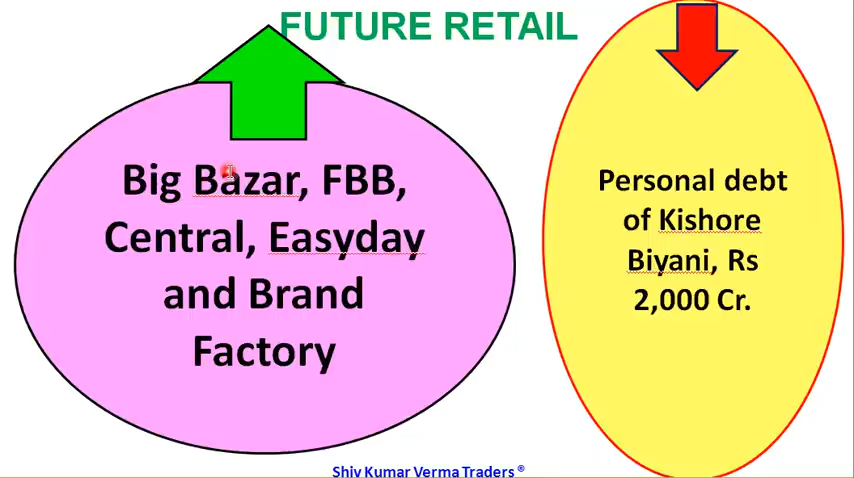 FUTURE RETAIL
Big Bazar, FBB,
Central, Easyday
and Brand
Factory
Personal debt
of Kishore
Biyani, Rs
2,000 Cr.
Shiv Kumar Verma Traders ®